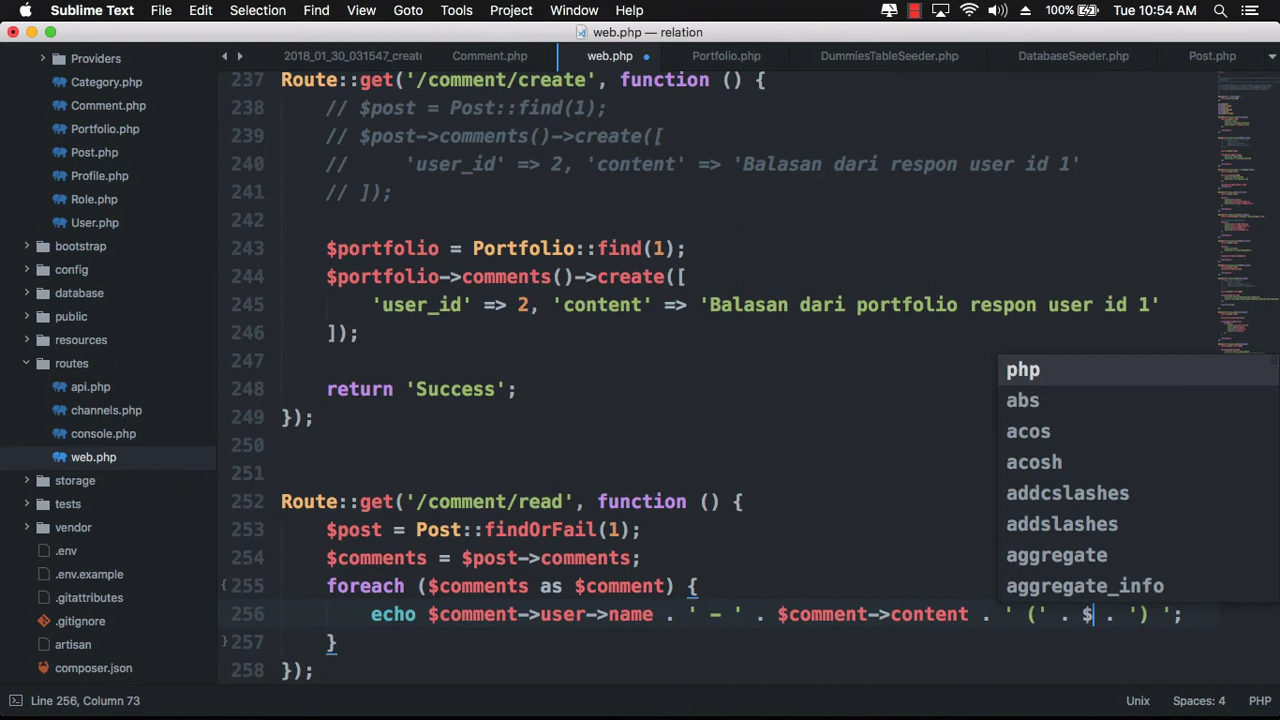 Sublime Text File Edit Selection Find View Goto Tools Project Window Help 100% Tue 10:54 AM
web.php — relation
2018_01_30_031547_create Comment.php web.php Portfolio.php DummiesTableSeeder.php DatabaseSeeder.php Post.php
Providers
Category.php
Comment.php
Portfolio.php
Post.php
Profile.php
Role.php
User.php
bootstrap
config
database
public
resources
routes
api.php
channels.php
console.php
web.php
storage
tests
vendor
.env
.env.example
.gitattributes
.gitignore
artisan
composer.json
237 Route::get('/comment/create', function () {
238 // $post = Post::find(1);
239 // $post->comments()->create([
240 // 'user_id' => 2, 'content' => 'Balasan dari respon user id 1'
241 // ]);
242
243 $portfolio = Portfolio::find(1);
244 $portfolio->comments()->create([
245 'user_id' => 2, 'content' => 'Balasan dari portfolio respon user id 1'
246 ]);
247
248 return 'Success';
249 });
250
251
252 Route::get('/comment/read', function () {
253 $post = Post::findOrFail(1);
254 $comments = $post->comments;
255 foreach ($comments as $comment) {
256 echo $comment->user->name . ' - ' . $comment->content . ' (' . $ . ') ';
257 }
258 });
php
abs
acos
acosh
addcslashes
addslashes
aggregate
aggregate_info
Line 256, Column 73 Unix Spaces: 4 PHP